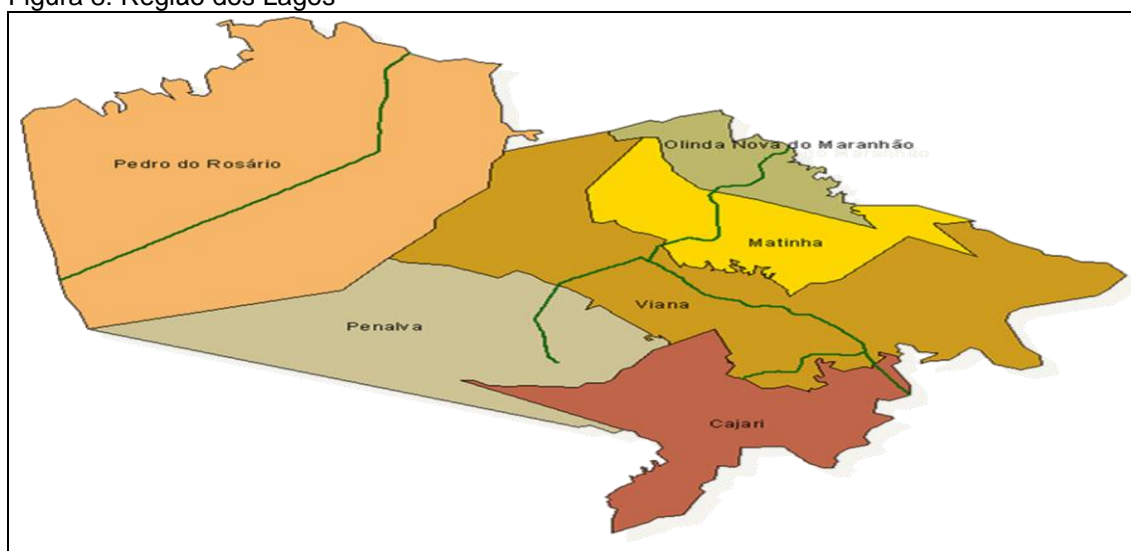 Figura 3. Região dos Lagos
Olinda Nova do Maranhão
Pedro do Rosário
Matinha
Viana
Penalva
Cajari